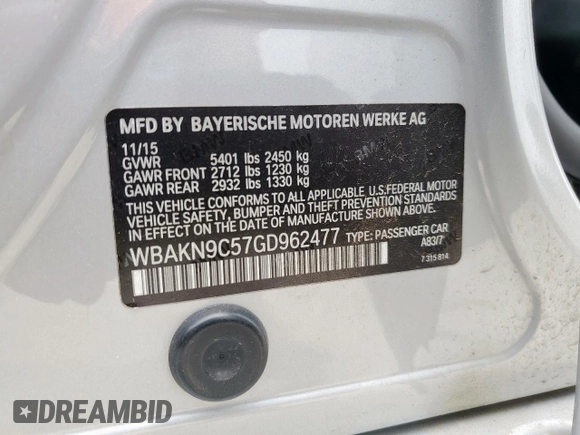 MFD BY BAYERISCHE MOTOREN WERKE AG
11/15
GVWR 5401 lbs 2450 kg
GAWR FRONT 2712 lbs 1230 kg
GAWR REAR 2932 lbs 1330 kg
THIS VEHICLE CONFORMS TO ALL APPLICABLE U.S.FEDERAL MOTOR
VEHICLE SAFETY, BUMPER AND THEFT PREVENTION STANDARDS
IN EFFECT ON THE DATE OF MANUFACTURE SHOWN ABOVE.
WBAKN9C57GD962477 TYPE: PASSENGER CAR
A83/7
7 315 814
DREAMBID